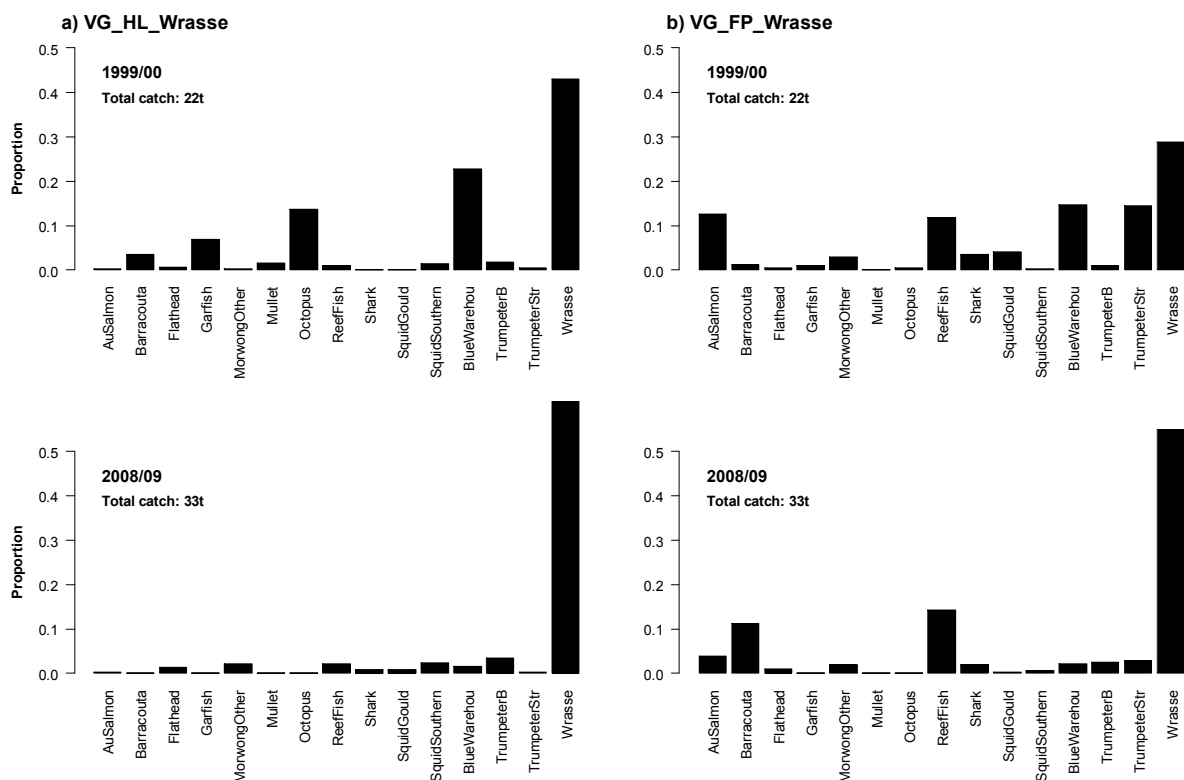 a) VG_HL_Wrasse
0.5
0.4
0.3
0.2
0.1
0.0
Proportion
1999/00
Total catch: 22t
AuSalmon
Barracouta
Flathead
Garfish
MorwongOther
Mullet
Octopus
ReefFish
Shark
SquidGould
SquidSouthern
BlueWarehou
TrumpeterB
TrumpeterStr
Wrasse
b) VG_FP_Wrasse
0.5
0.4
0.3
0.2
0.1
0.0
1999/00
Total catch: 22t
AuSalmon
Barracouta
Flathead
Garfish
MorwongOther
Mullet
Octopus
ReefFish
Shark
SquidGould
SquidSouthern
BlueWarehou
TrumpeterB
TrumpeterStr
Wrasse
0.5
0.4
0.3
0.2
0.1
0.0
Proportion
2008/09
Total catch: 33t
AuSalmon
Barracouta
Flathead
Garfish
MorwongOther
Mullet
Octopus
ReefFish
Shark
SquidGould
SquidSouthern
BlueWarehou
TrumpeterB
TrumpeterStr
Wrasse
0.5
0.4
0.3
0.2
0.1
0.0
2008/09
Total catch: 33t
AuSalmon
Barracouta
Flathead
Garfish
MorwongOther
Mullet
Octopus
ReefFish
Shark
SquidGould
SquidSouthern
BlueWarehou
TrumpeterB
TrumpeterStr
Wrasse